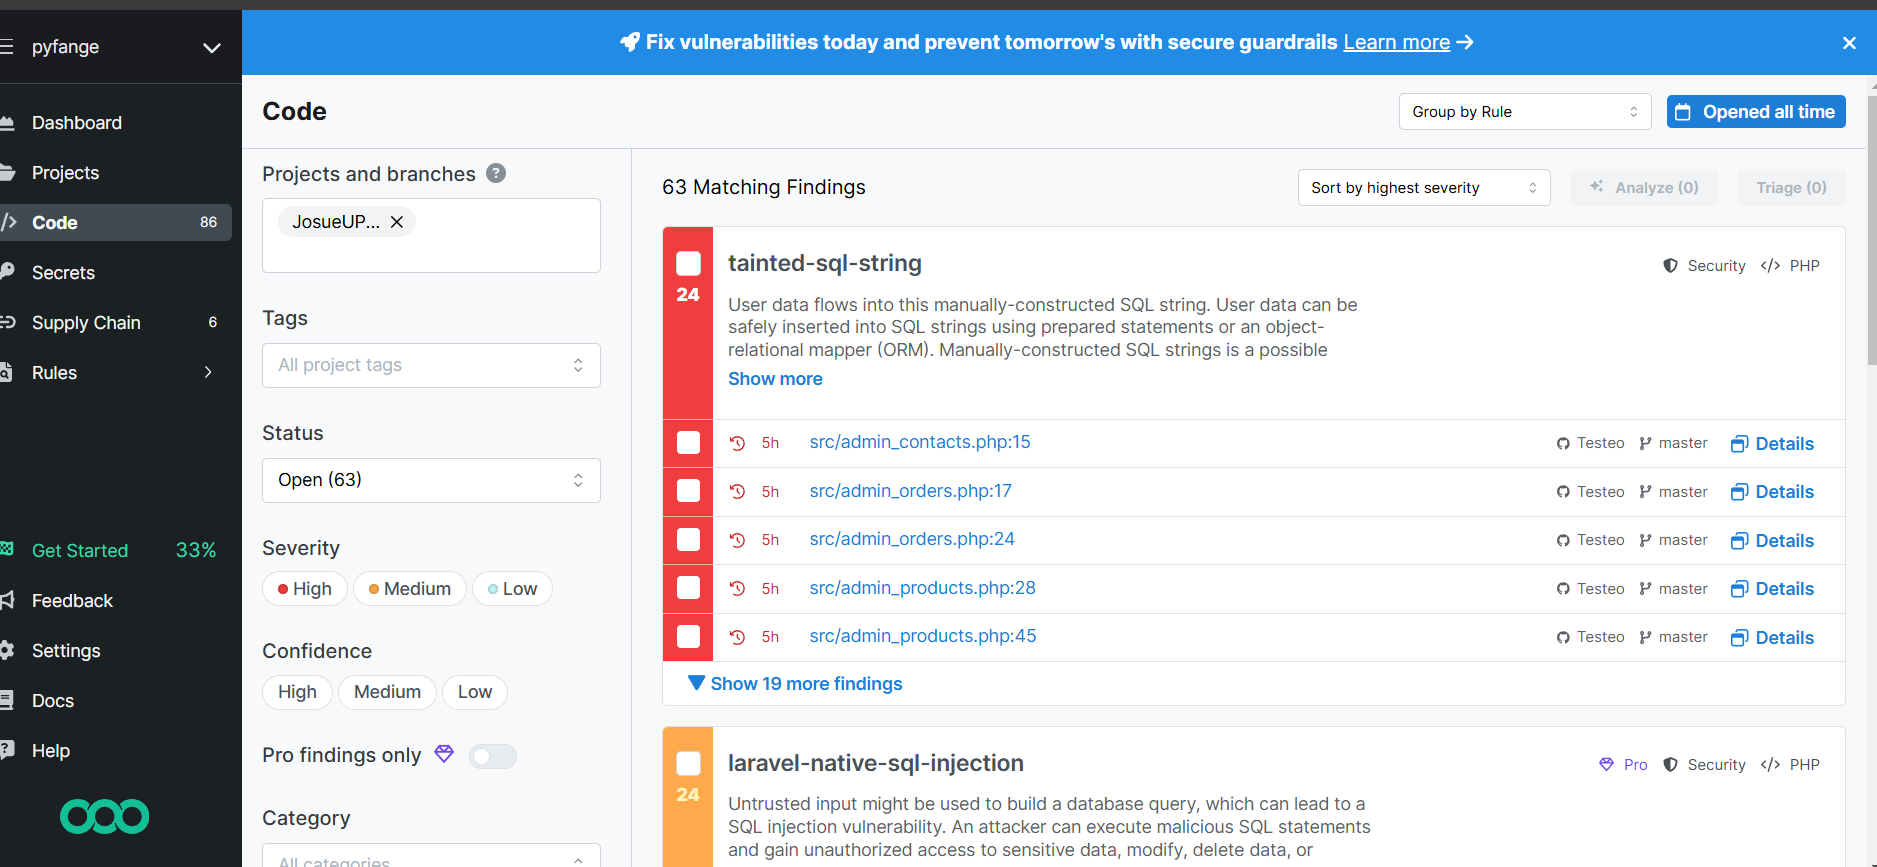 pyfange
Fix vulnerabilities today and prevent tomorrow's with secure guardrails Learn more
Dashboard
Projects
Code 86
Secrets
Supply Chain 6
Rules
Get Started 33%
Feedback
Settings
Docs
Help
Code
Group by Rule
Opened all time
Projects and branches ?
JosueUP...
Tags
All project tags
Status
Open (63)
Severity
High Medium Low
Confidence
High Medium Low
Pro findings only
Category
All categories
63 Matching Findings
Sort by highest severity
Analyze (0)
Triage (0)
24
tainted-sql-string
Security PHP
User data flows into this manually-constructed SQL string. User data can be
safely inserted into SQL strings using prepared statements or an object-
relational mapper (ORM). Manually-constructed SQL strings is a possible
Show more
5h src/admin_contacts.php:15 Testeo master Details
5h src/admin_orders.php:17 Testeo master Details
5h src/admin_orders.php:24 Testeo master Details
5h src/admin_products.php:28 Testeo master Details
5h src/admin_products.php:45 Testeo master Details
Show 19 more findings
24
laravel-native-sql-injection
Pro Security PHP
Untrusted input might be used to build a database query, which can lead to a
SQL injection vulnerability. An attacker can execute malicious SQL statements
and gain unauthorized access to sensitive data, modify, delete data, or